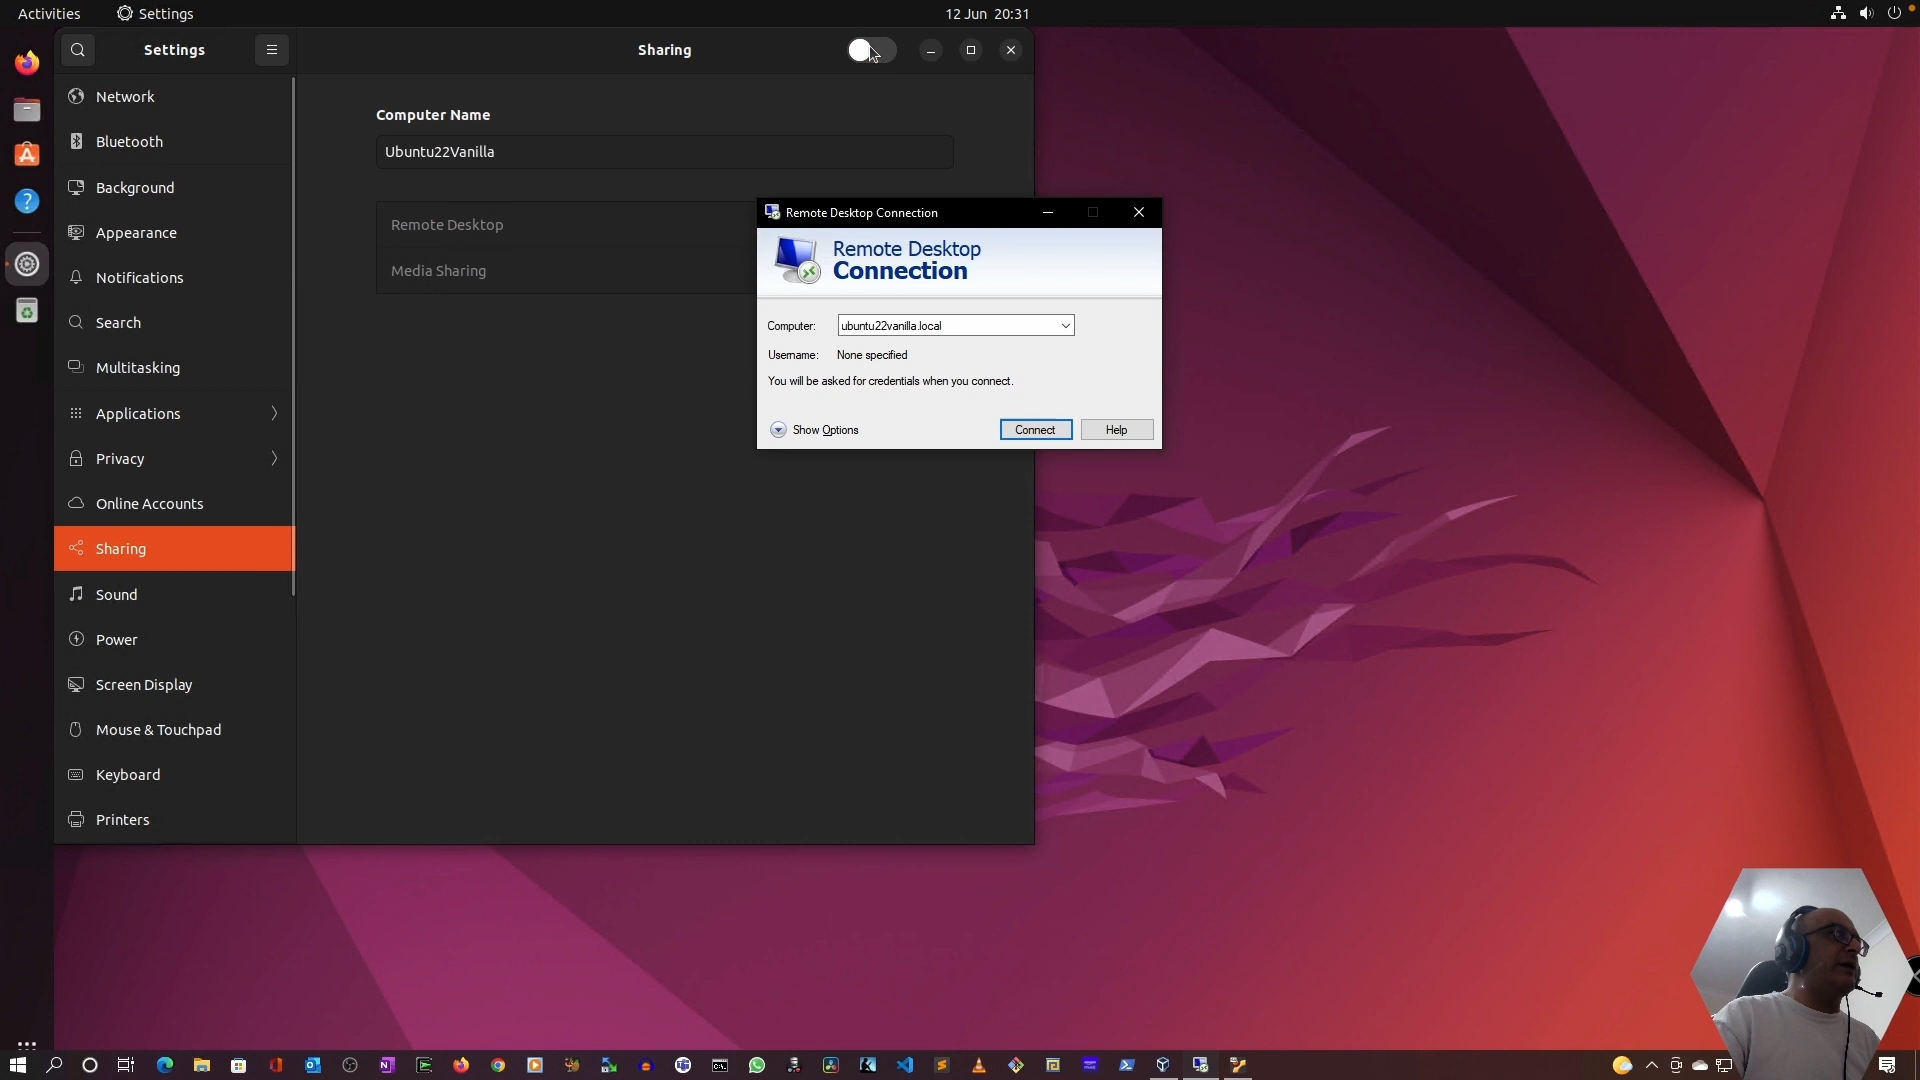 Activities
Settings
12 Jun 20:31
Settings
Sharing
Network
Bluetooth
Background
Appearance
Notifications
Search
Multitasking
Applications
Privacy
Online Accounts
Sharing
Sound
Power
Screen Display
Mouse & Touchpad
Keyboard
Printers
Computer Name
Ubuntu22Vanilla
Remote Desktop
Media Sharing
Remote Desktop Connection
Remote Desktop
Connection
Computer: ubuntu22vanilla.local
Username: None specified
You will be asked for credentials when you connect.
Show Options
Connect
Help